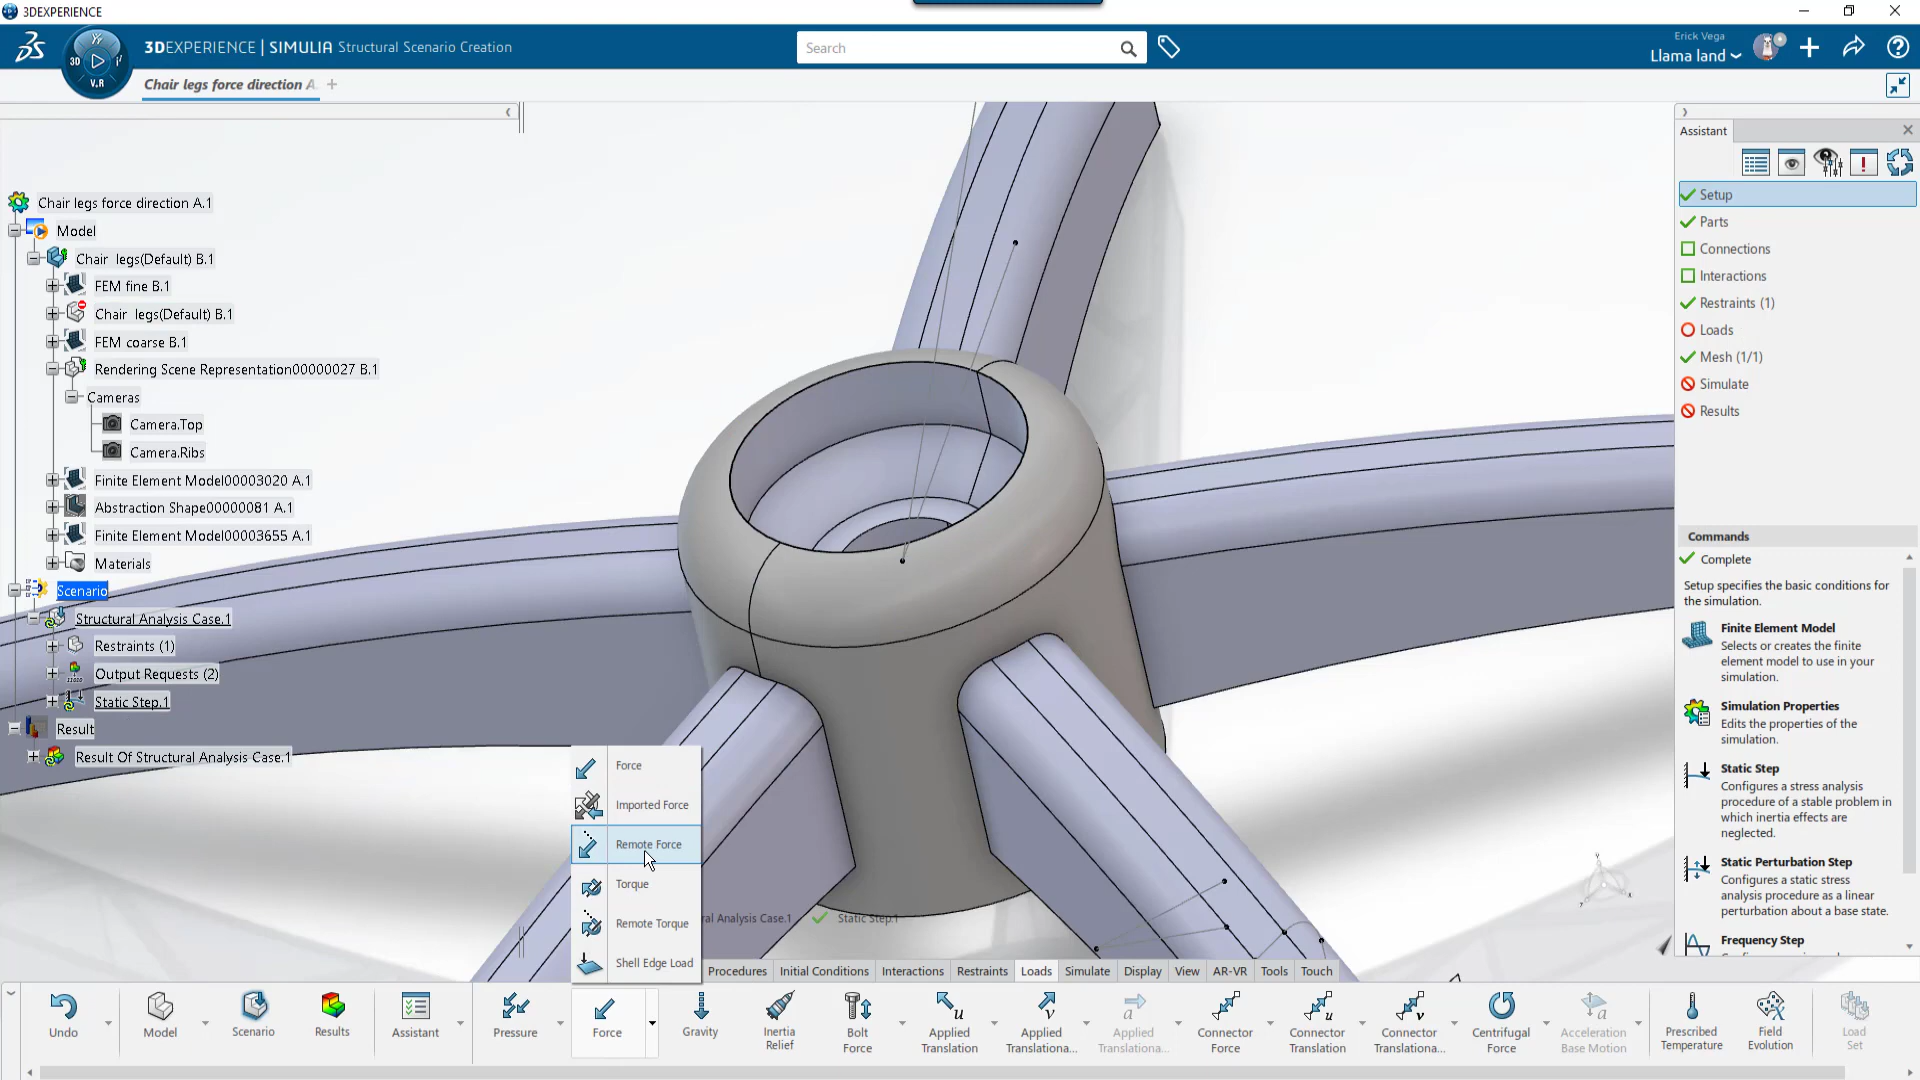 3DEXPERIENCE
3DEXPERIENCE | SIMULIA Structural Scenario Creation
Search
Erick Vega
Llama land
3D
V.R
Chair legs force direction A
Assistant
Setup
Parts
Connections
Interactions
Restraints (1)
Loads
Mesh (1/1)
Simulate
Results
Chair legs force direction A.1
Model
Chair legs(Default) B.1
FEM fine B.1
Chair legs(Default) B.1
FEM coarse B.1
Rendering Scene Representation00000027 B.1
Cameras
Camera.Top
Camera.Ribs
Finite Element Model00003020 A.1
Abstraction Shape00000081 A.1
Finite Element Model00003655 A.1
Materials
Scenario
Structural Analysis Case.1
Restraints (1)
Output Requests (2)
Static Step.1
Result
Result Of Structural Analysis Case.1
Commands
Complete
Setup specifies the basic conditions for
the simulation.
Finite Element Model
Selects or creates the finite
element model to use in your
simulation.
Simulation Properties
Edits the properties of the
simulation.
Static Step
Configures a stress analysis
procedure of a stable problem in
which inertia effects are
neglected.
Static Perturbation Step
Configures a static stress
analysis procedure as a linear
perturbation about a base state.
Frequency Step
Force
Imported Force
Remote Force
Torque
Remote Torque
Shell Edge Load
ral Analysis Case.1
Static Step.1
Procedures
Initial Conditions
Interactions
Restraints
Loads
Simulate
Display
View
AR-VR
Tools
Touch
Undo
Model
Scenario
Results
Assistant
Pressure
Force
Gravity
Inertia
Relief
Bolt
Force
Applied
Translation
Applied
Translationa...
Applied
Translationa...
Connector
Force
Connector
Translation
Connector
Translationa...
Centrifugal
Force
Acceleration
Base Motion
Prescribed
Temperature
Field
Evolution
Load
Set